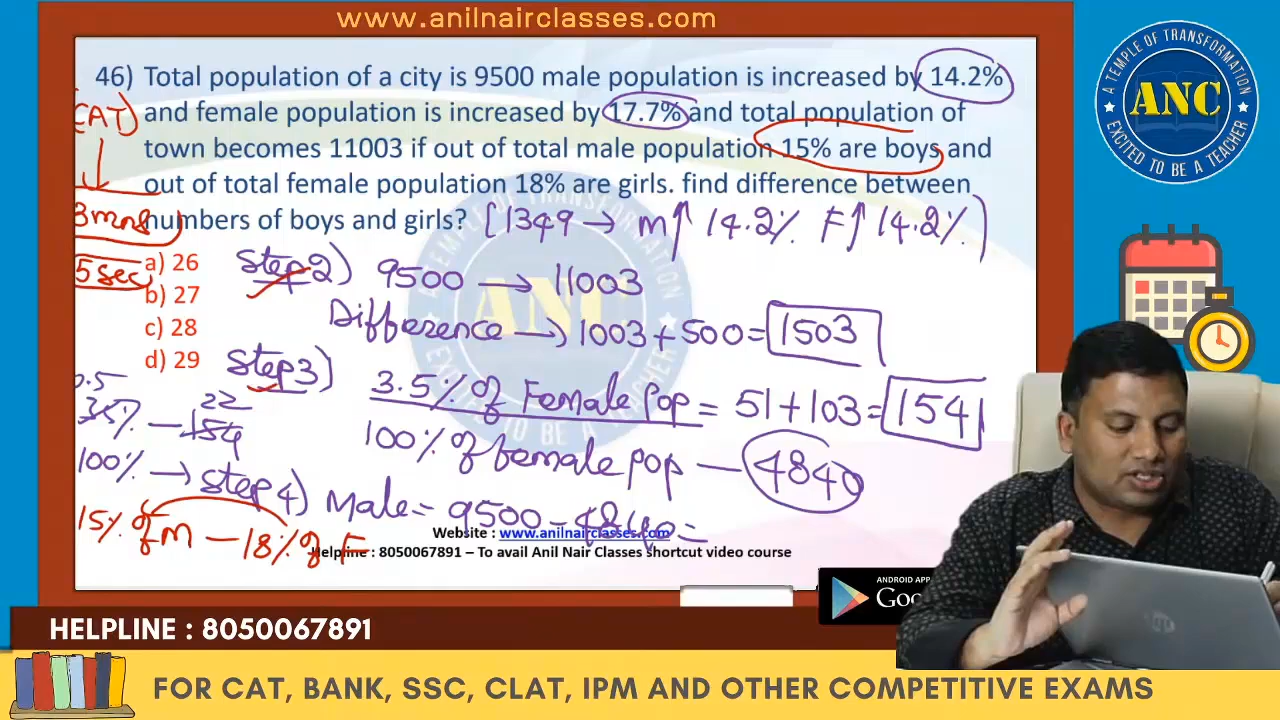 www.anilnairclasses.com
46) Total population of a city is 9500 male population is increased by 14.2%
and female population is increased by 17.7% and total population of
town becomes 11003 if out of total male population 15% are boys and
out of total female population 18% are girls. find difference between
numbers of boys and girls?
[1349 → M↑ 14.2% F↑ 14.2%]
CAT)
3mns
5 sec
a) 26
b) 27
c) 28
d) 29
Step2) 9500 → 11003
Difference → 1003 + 500 = 1503
Step3) 3.5% of Female Pop = 51 + 103 = 154
100% of female pop — 4840
22
3.5% — 154
100% →
Step4) Male = 9500 - 4840 =
15% of M — 18% of F
Website : www.anilnairclasses.com
Helpline : 8050067891 – To avail Anil Nair Classes shortcut video course
A TEMPLE OF TRANSFORMATION
ANC
EXCITED TO BE A TEACHER
ANDROID APP
Goo
HELPLINE : 8050067891
FOR CAT, BANK, SSC, CLAT, IPM AND OTHER COMPETITIVE EXAMS